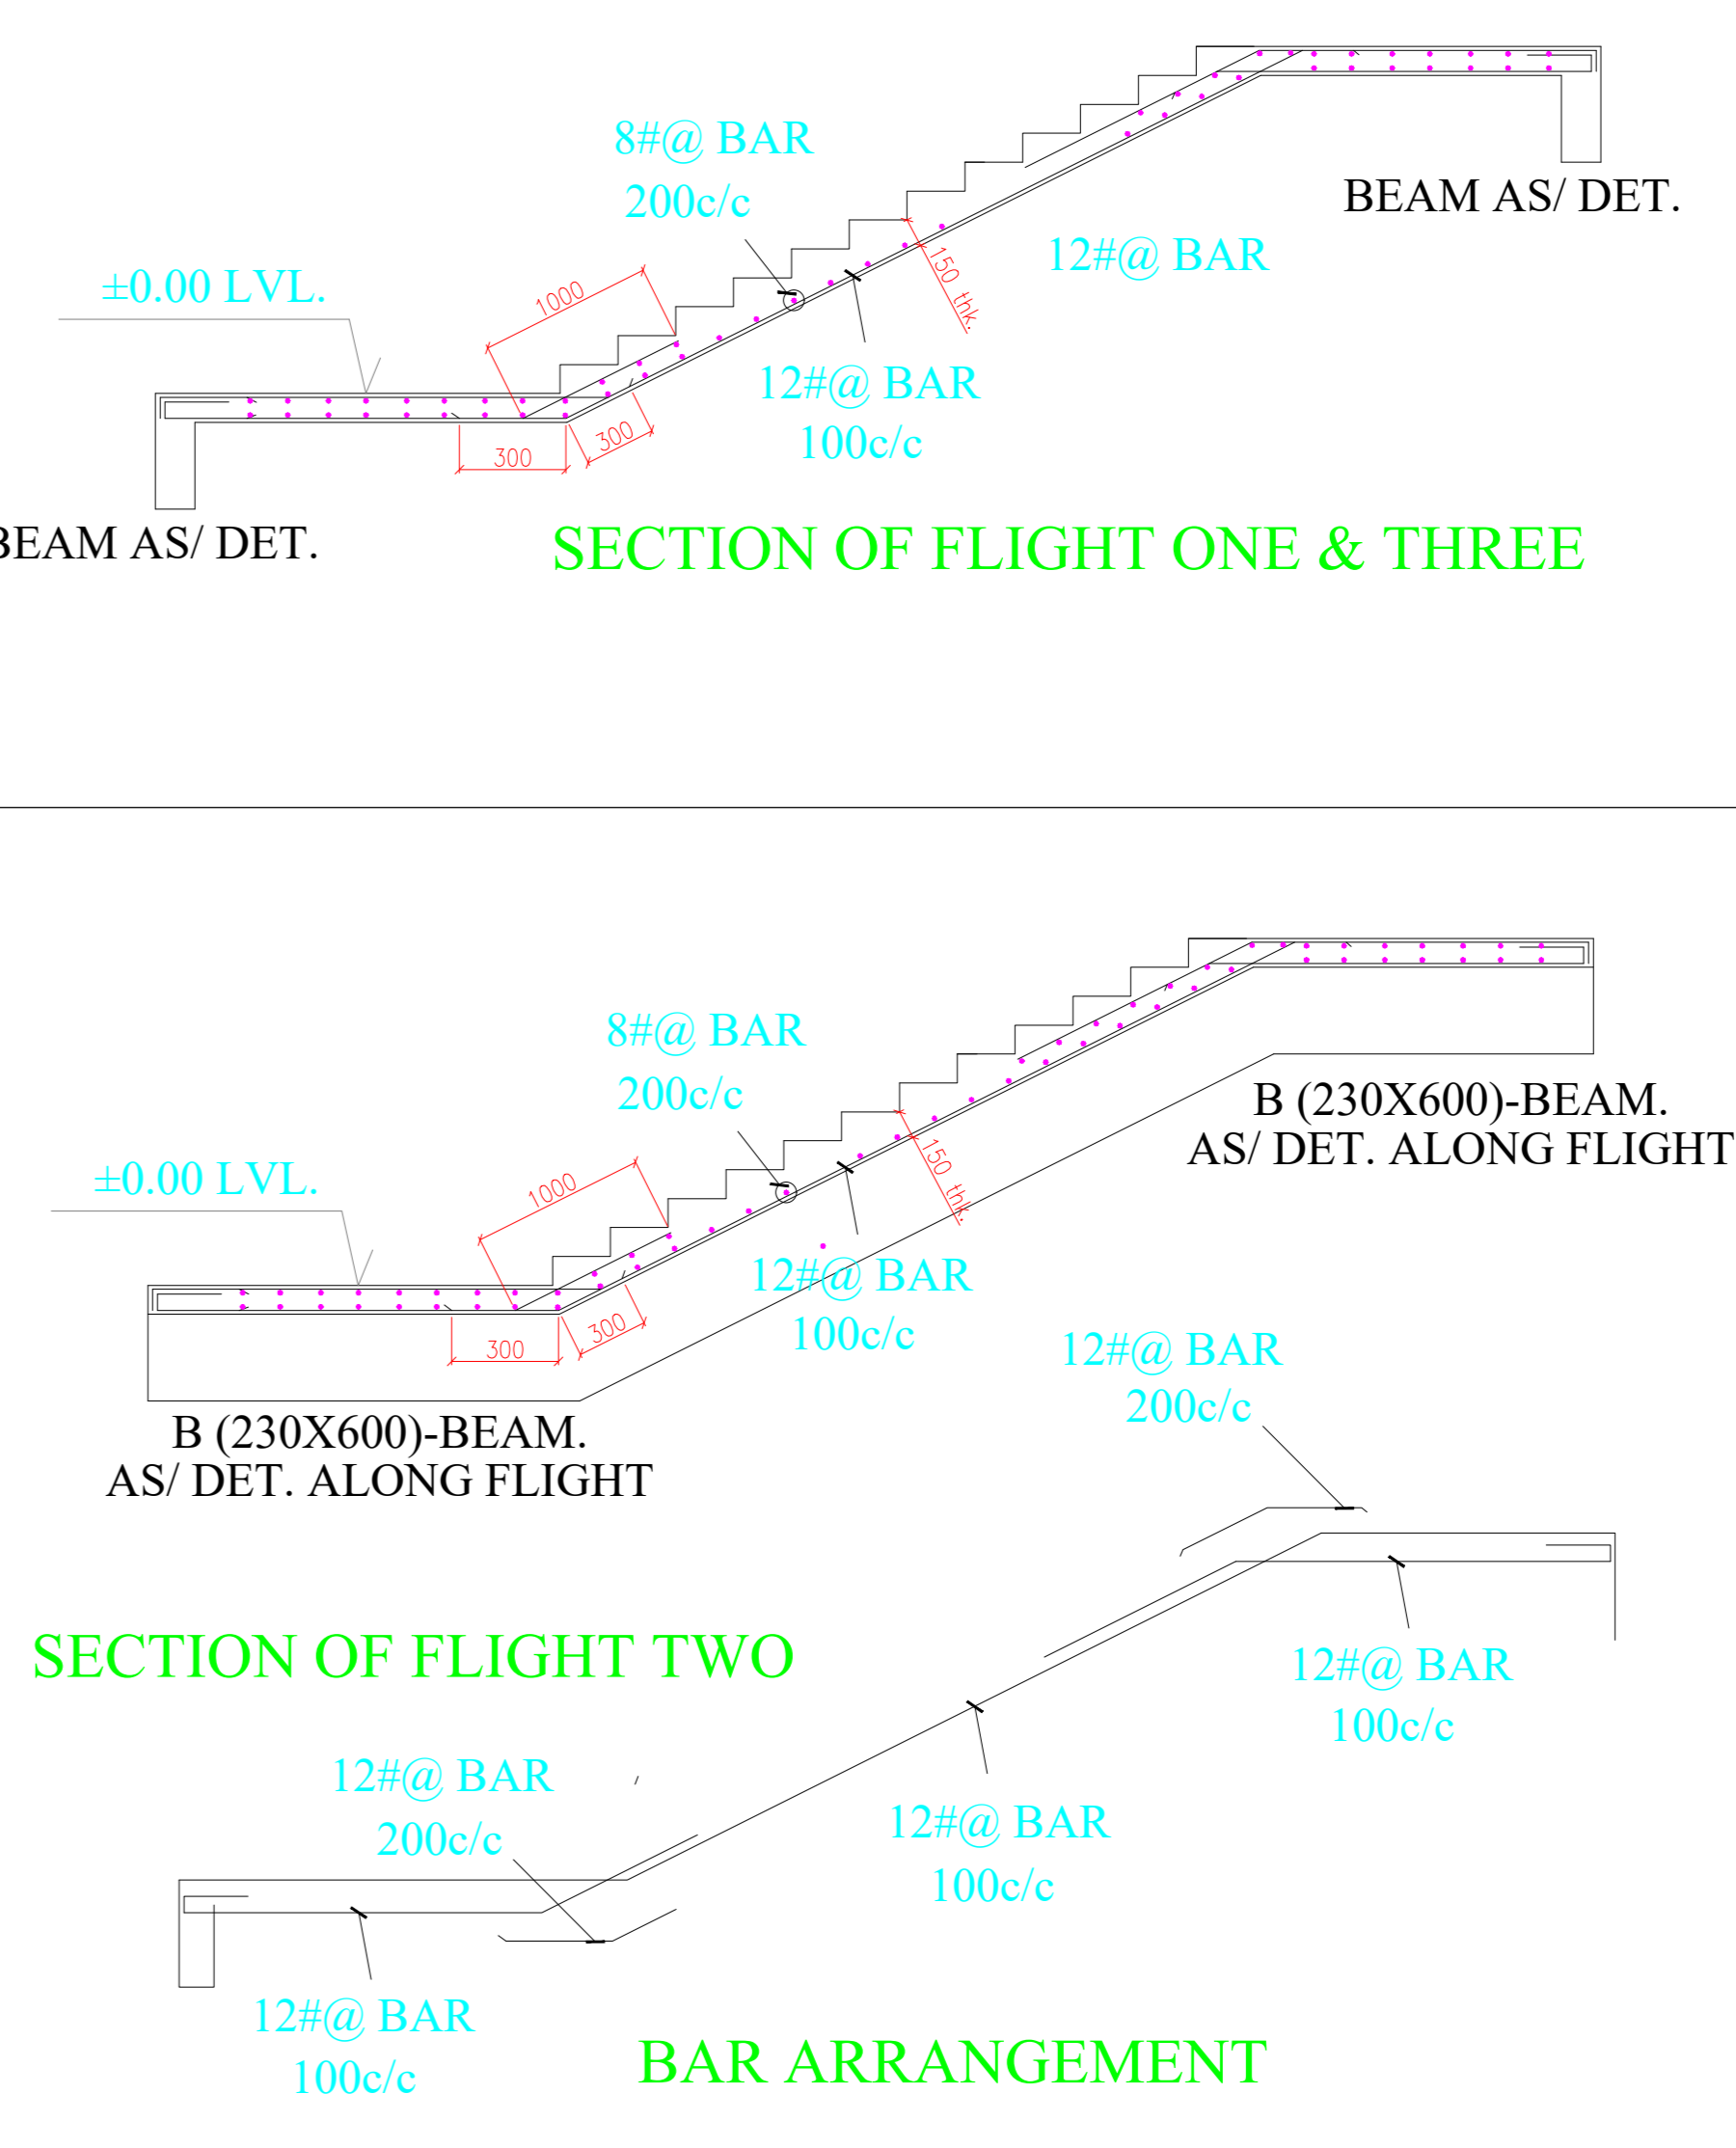 8#@ BAR
200c/c
BEAM AS/ DET.
12#@ BAR
±0.00 LVL.
1000
150 thk.
12#@ BAR
100c/c
300
300
BEAM AS/ DET.
SECTION OF FLIGHT ONE & THREE
8#@ BAR
200c/c
B (230X600)-BEAM.
AS/ DET. ALONG FLIGHT
±0.00 LVL.
1000
150 thk.
12#@ BAR
100c/c
300
300
B (230X600)-BEAM.
AS/ DET. ALONG FLIGHT
12#@ BAR
200c/c
SECTION OF FLIGHT TWO
12#@ BAR
100c/c
12#@ BAR
200c/c
12#@ BAR
100c/c
12#@ BAR
100c/c
BAR ARRANGEMENT